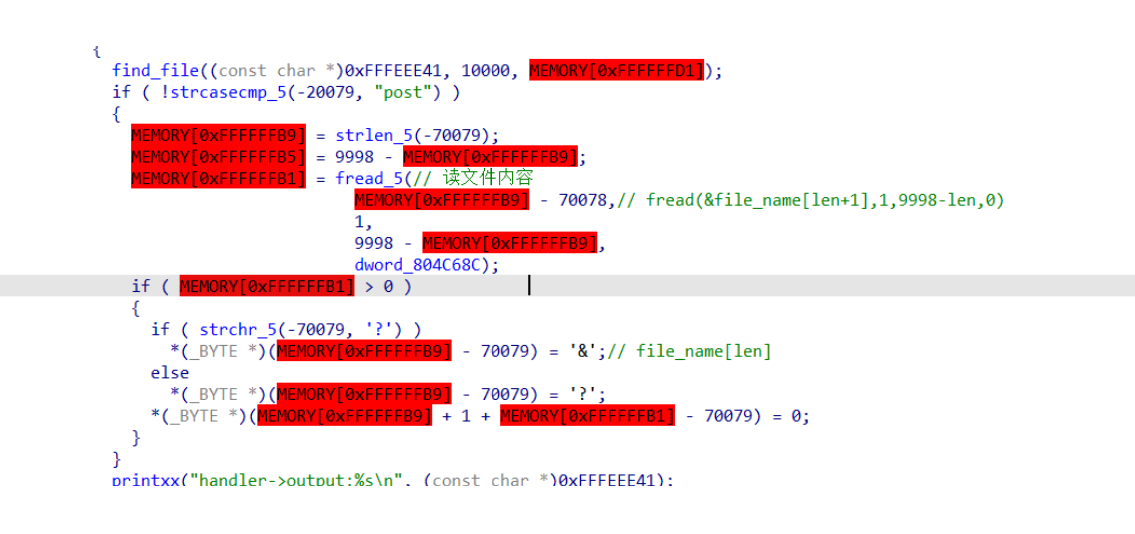 {
find_file((const char *)0xFFFEEE41, 10000, MEMORY[0xFFFFFFD1]);
if ( !strcasecmp_5(-20079, "post") )
{
MEMORY[0xFFFFFFB9] = strlen_5(-70079);
MEMORY[0xFFFFFFB5] = 9998 - MEMORY[0xFFFFFFB9];
MEMORY[0xFFFFFFB1] = fread_5(// 读文件内容
MEMORY[0xFFFFFFB9] - 70078,// fread(&file_name[len+1],1,9998-len,0)
1,
9998 - MEMORY[0xFFFFFFB9],
dword_804C68C);
if ( MEMORY[0xFFFFFFB1] > 0 )
{
if ( strchr_5(-70079, '?') )
*(_BYTE *)(MEMORY[0xFFFFFFB9] - 70079) = '&';// file_name[len]
else
*(_BYTE *)(MEMORY[0xFFFFFFB9] - 70079) = '?';
*(_BYTE *)(MEMORY[0xFFFFFFB9] + 1 + MEMORY[0xFFFFFFB1] - 70079) = 0;
}
}
printxx("handler->output:%s\n", (const char *)0xFFFEEE41);